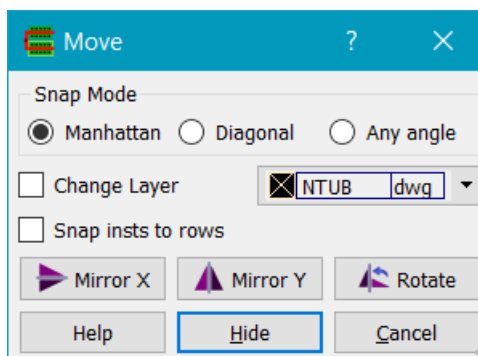 Move ? ×
Snap Mode
Manhattan Diagonal Any angle
Change Layer NTUB dwg
Snap insts to rows
Mirror X Mirror Y Rotate
Help Hide Cancel